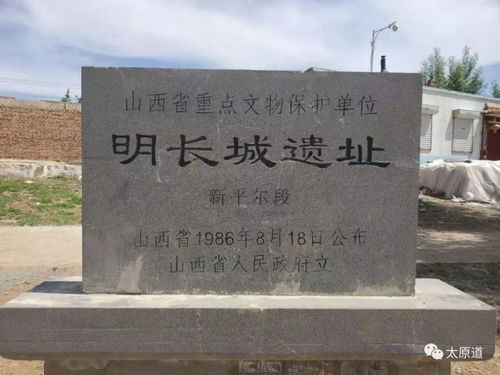 山西省重点文物保护单位
明长城遗址
新平尔段
山西省1986年8月18日公布
山西省人民政府立
太原道